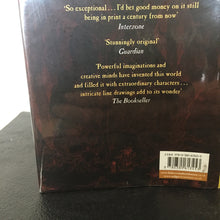 'So exceptional... I'd bet good money on it still
being in print a century from now'
Interzone
'Stunningly original'
Guardian
'Powerful imaginations and
creative minds have invented this world
and filled it with extraordinary characters...
intricate line drawings add to its wonder'
The Bookseller